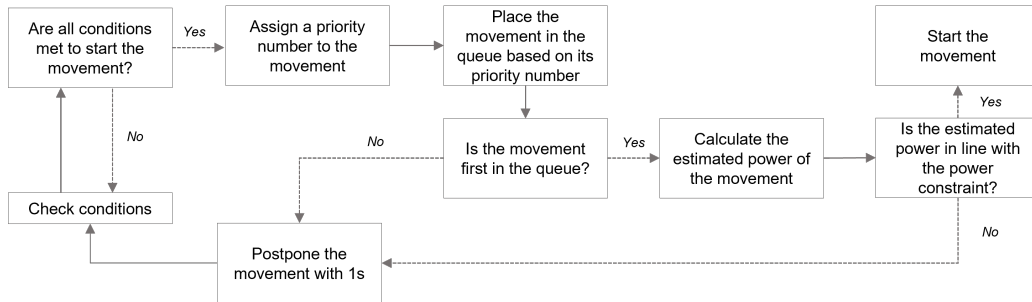 Are all conditions
met to start the
movement?
Yes
Assign a priority
number to the
movement
Place the
movement in the
queue based on its
priority number
Start the
movement
Yes
No
No
Is the movement
first in the queue?
Yes
Calculate the
estimated power of
the movement
Is the estimated
power in line with
the power
constraint?
Check conditions
Postpone the
movement with 1s
No